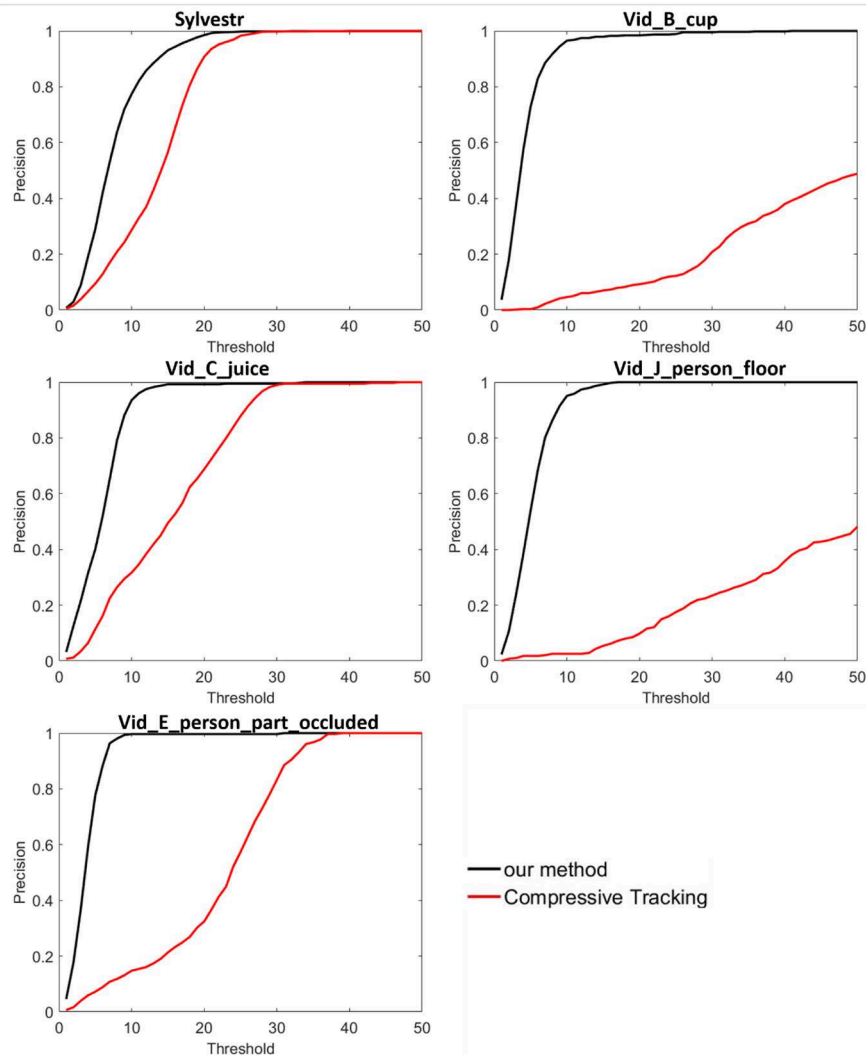 Sylvestr
Vid_B_cup
1
0.8
0.6
0.4
0.2
0
Precision
0 10 20 30 40 50
Threshold
1
0.8
0.6
0.4
0.2
0
Precision
0 10 20 30 40 50
Threshold
Vid_C_juice
Vid_J_person_floor
1
0.8
0.6
0.4
0.2
0
Precision
0 10 20 30 40 50
Threshold
1
0.8
0.6
0.4
0.2
0
Precision
0 10 20 30 40 50
Threshold
Vid_E_person_part_occluded
1
0.8
0.6
0.4
0.2
0
Precision
0 10 20 30 40 50
Threshold
our method
Compressive Tracking